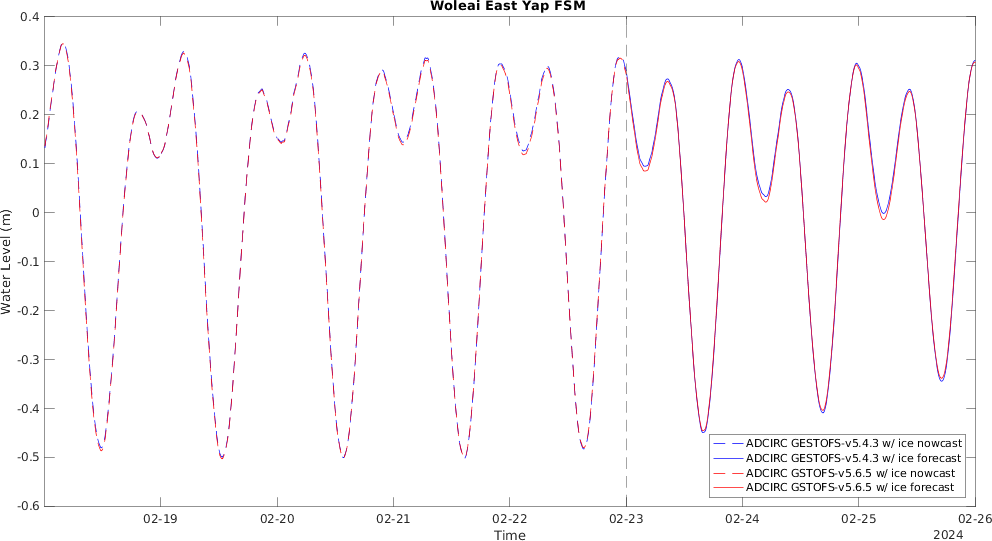 Woleai East Yap FSM
Water Level (m)
0.4
0.3
0.2
0.1
0
-0.1
-0.2
-0.3
-0.4
-0.5
-0.6
ADCIRC GESTOFS-v5.4.3 w/ ice nowcast
ADCIRC GESTOFS-v5.4.3 w/ ice forecast
ADCIRC GSTOFS-v5.6.5 w/ ice nowcast
ADCIRC GSTOFS-v5.6.5 w/ ice forecast
02-19 02-20 02-21 02-22 02-23 02-24 02-25 02-26
Time
2024